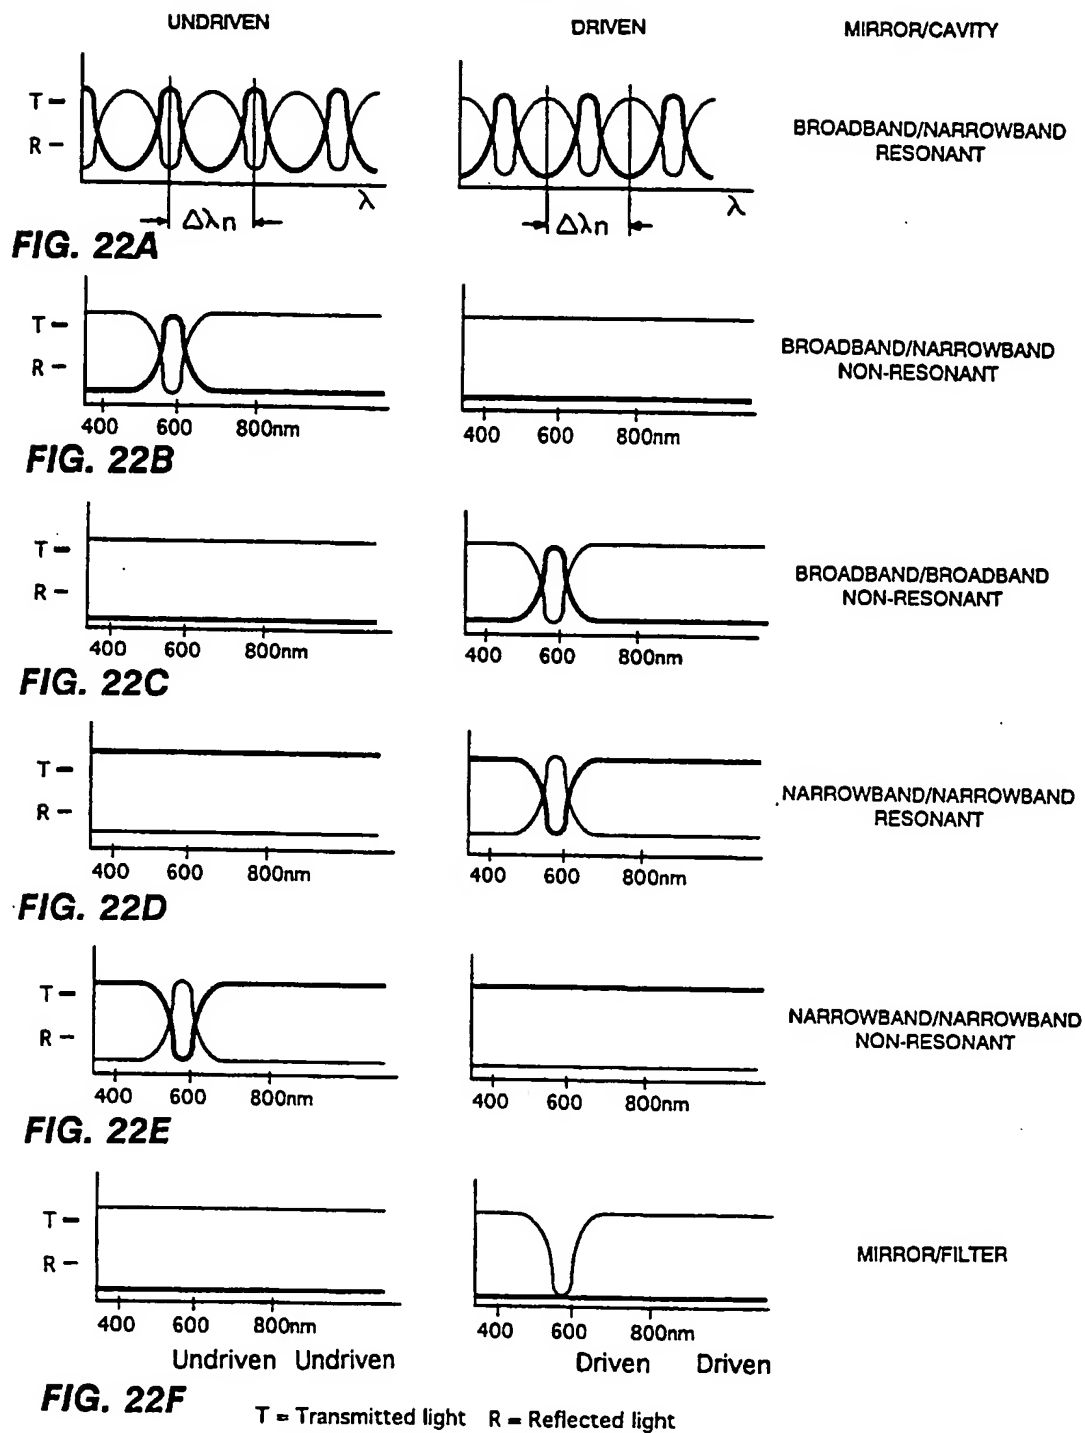 UNDRIVEN DRIVEN MIRROR/CAVITY
T –
R –
λ
Δλn
λ
Δλn
BROADBAND/NARROWBAND
RESONANT
FIG. 22A
T –
R –
400 600 800nm
400 600 800nm
BROADBAND/NARROWBAND
NON-RESONANT
FIG. 22B
T –
R –
400 600 800nm
400 600 800nm
BROADBAND/BROADBAND
NON-RESONANT
FIG. 22C
T –
R –
400 600 800nm
400 600 800nm
NARROWBAND/NARROWBAND
RESONANT
FIG. 22D
T –
R –
400 600 800nm
400 600 800nm
NARROWBAND/NARROWBAND
NON-RESONANT
FIG. 22E
T –
R –
400 600 800nm
Undriven Undriven
400 600 800nm
Driven Driven
MIRROR/FILTER
FIG. 22F
T = Transmitted light R = Reflected light